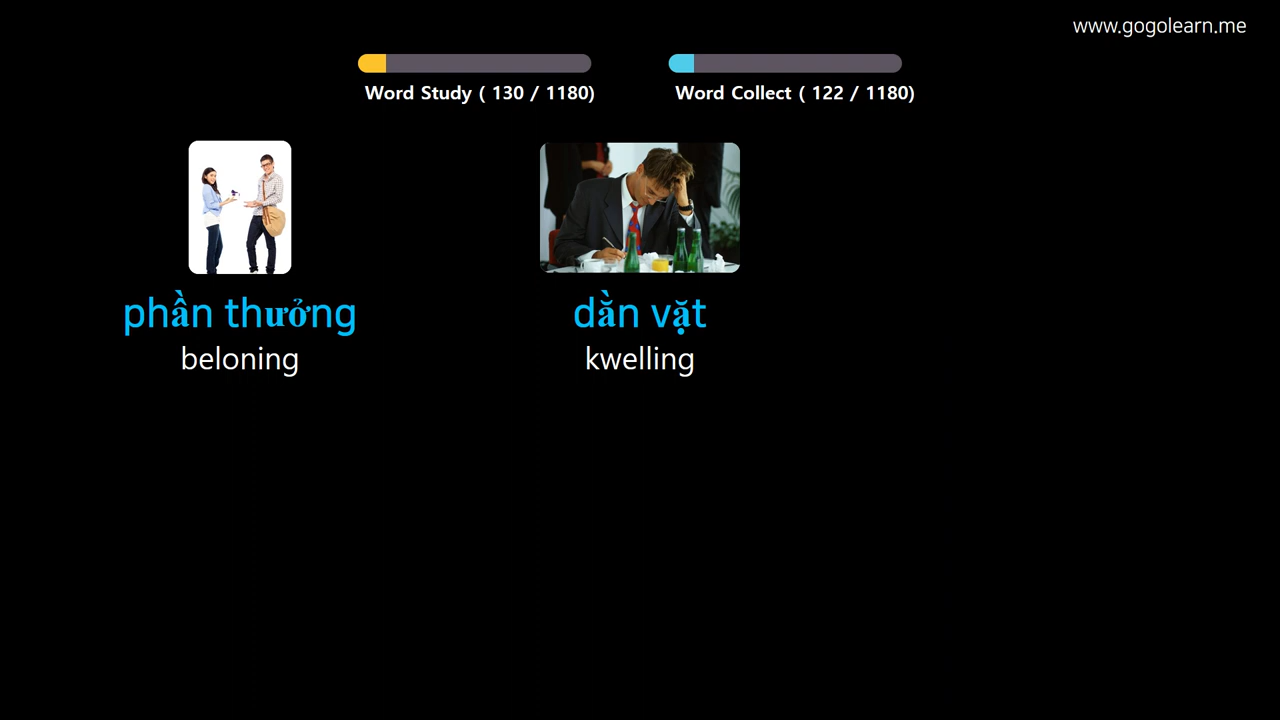 www.gogolearn.me
Word Study ( 130 / 1180)
Word Collect ( 122 / 1180)
phần thưởng
beloning
dằn vặt
kwelling